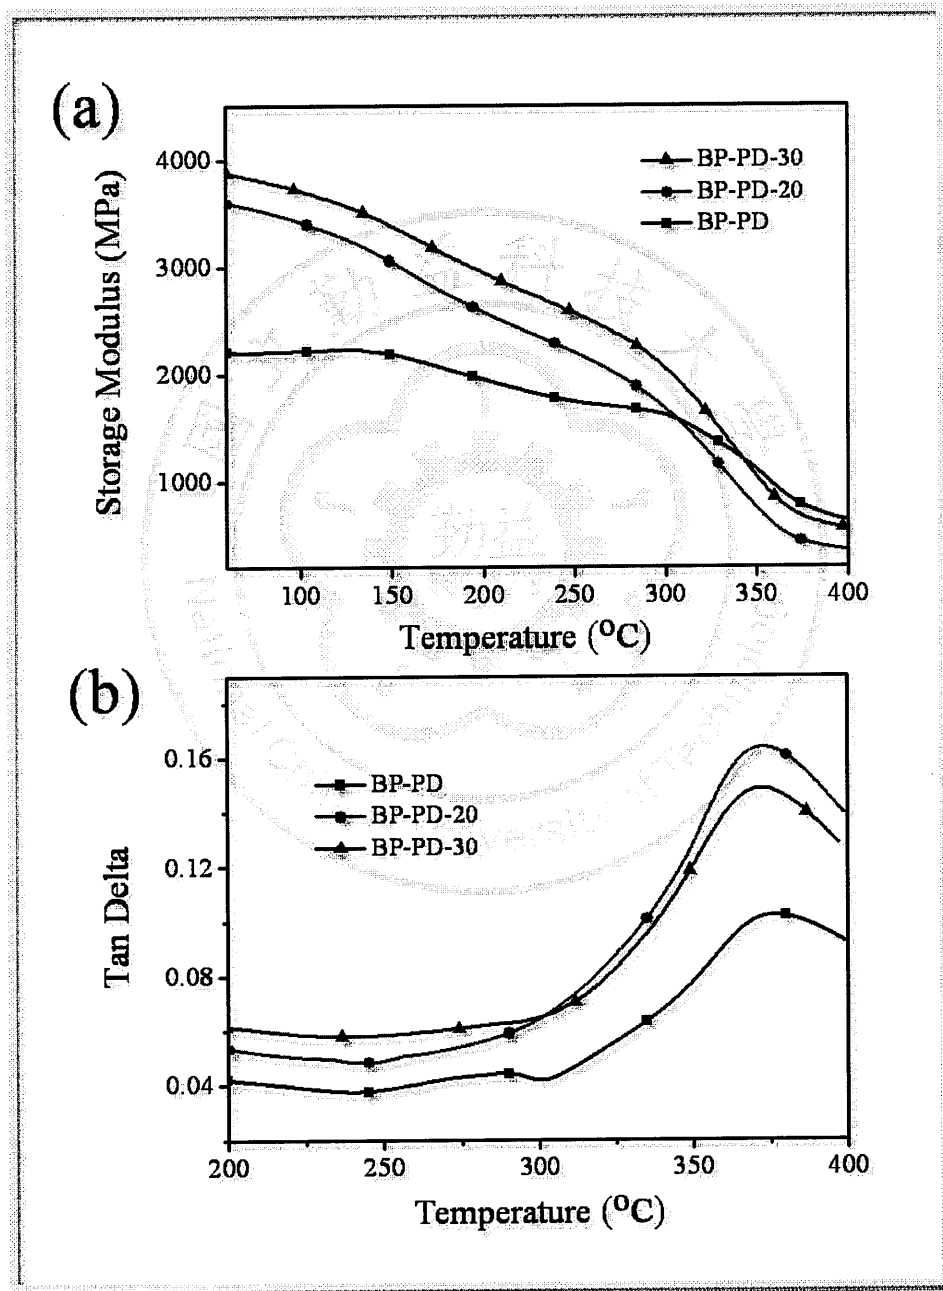 (a)
4000
3000
2000
1000
Storage Modulus (MPa)
BP-PD-30
BP-PD-20
BP-PD
100 150 200 250 300 350 400
Temperature (°C)
(b)
0.16
0.12
0.08
0.04
Tan Delta
BP-PD
BP-PD-20
BP-PD-30
200 250 300 350 400
Temperature (°C)